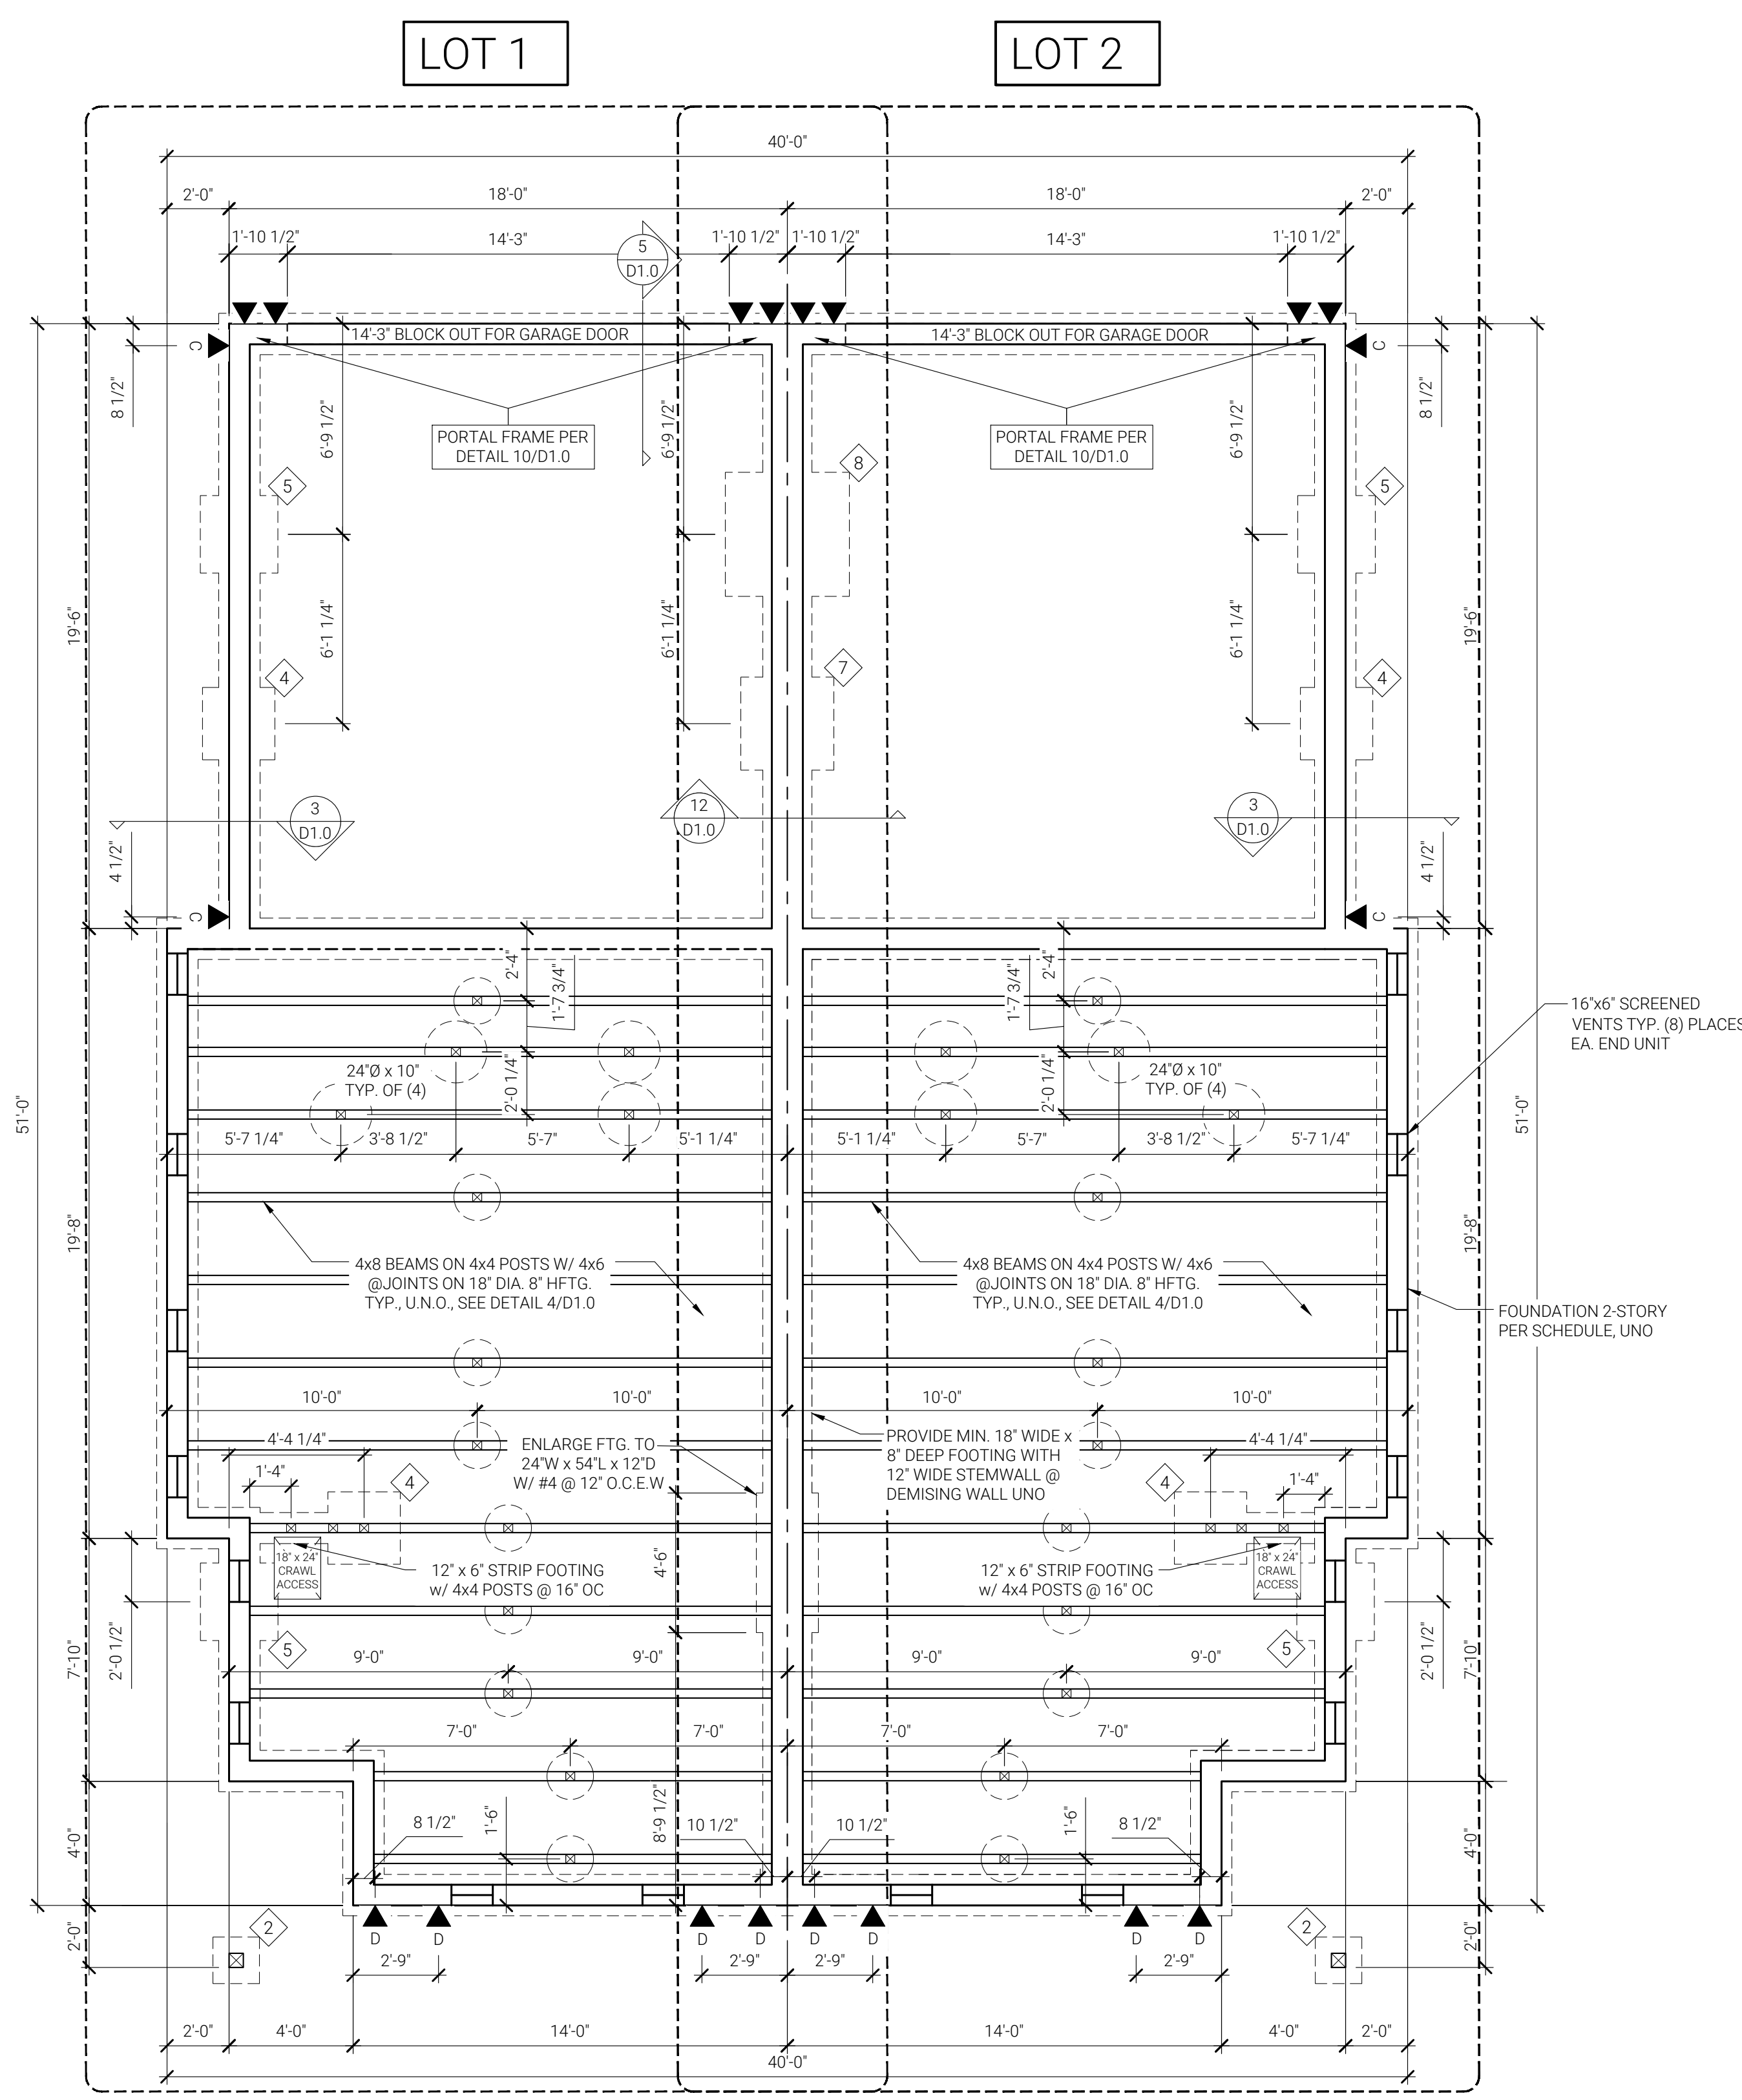 LOT 1
LOT 2
40'-0"
2'-0"
18'-0"
18'-0"
2'-0"
1'-10 1/2"
14'-3"
5
D1.0
1'-10 1/2"
1'-10 1/2"
14'-3"
1'-10 1/2"
14'-3" BLOCK OUT FOR GARAGE DOOR
14'-3" BLOCK OUT FOR GARAGE DOOR
C
C
8 1/2"
8 1/2"
6'-9 1/2"
6'-9 1/2"
6'-9 1/2"
PORTAL FRAME PER
DETAIL 10/D1.0
PORTAL FRAME PER
DETAIL 10/D1.0
5
8
5
19'-6"
6'-1 1/4"
6'-1 1/4"
6'-1 1/4"
19'-6"
4
7
4
3
D1.0
12
D1.0
3
D1.0
4 1/2"
4 1/2"
C
C
2'-4"
1'-7 3/4"
1'-7 3/4"
2'-4"
16"x6" SCREENED
VENTS TYP. (8) PLACES
EA. END UNIT
24"Ø x 10"
TYP. OF (4)
2'-0 1/4"
2'-0 1/4"
24"Ø x 10"
TYP. OF (4)
51'-0"
51'-0"
5'-7 1/4"
3'-8 1/2"
5'-7"
5'-1 1/4"
5'-1 1/4"
5'-7"
3'-8 1/2"
5'-7 1/4"
19'-8"
19'-8"
4x8 BEAMS ON 4x4 POSTS W/ 4x6
@JOINTS ON 18" DIA. 8" HFTG.
TYP., U.N.O., SEE DETAIL 4/D1.0
4x8 BEAMS ON 4x4 POSTS W/ 4x6
@JOINTS ON 18" DIA. 8" HFTG.
TYP., U.N.O., SEE DETAIL 4/D1.0
FOUNDATION 2-STORY
PER SCHEDULE, UNO
10'-0"
10'-0"
10'-0"
10'-0"
4'-4 1/4"
4'-4 1/4"
ENLARGE FTG. TO
24"W x 54"L x 12"D
W/ #4 @ 12" O.C.E.W
PROVIDE MIN. 18" WIDE x
8" DEEP FOOTING WITH
12" WIDE STEMWALL @
DEMISING WALL UNO
1'-4"
4
4
1'-4"
18" x 24"
CRAWL
ACCESS
12" x 6" STRIP FOOTING
w/ 4x4 POSTS @ 16" OC
4'-6"
12" x 6" STRIP FOOTING
w/ 4x4 POSTS @ 16" OC
18" x 24"
CRAWL
ACCESS
7'-10"
2'-0 1/2"
5
5
2'-0 1/2"
7'-10"
9'-0"
9'-0"
9'-0"
9'-0"
7'-0"
7'-0"
7'-0"
7'-0"
4'-0"
8 1/2"
1'-6"
8'-9 1/2"
10 1/2"
10 1/2"
1'-6"
8 1/2"
4'-0"
2'-0"
2
D
D
D
D
D
D
D
D
2
2'-0"
2'-9"
2'-9"
2'-9"
2'-9"
2'-0"
4'-0"
14'-0"
14'-0"
4'-0"
2'-0"
40'-0"